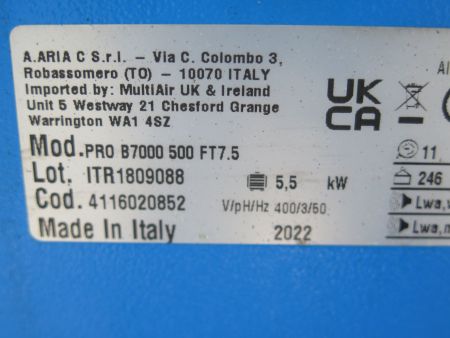 A.ARIA C S.r.l. – Via C. Colombo 3,
Robassomero (TO) – 10070 ITALY
Imported by: MultiAir UK & Ireland
Unit 5 Westway 21 Chesford Grange
Warrington WA1 4SZ
UK
CA
Mod.PRO B7000 500 FT7.5
11
Lot. ITR1809088
5,5 kW
246
Cod. 4116020852
V/pH/Hz 400/3/50
Lwa,
Made In Italy
2022
Lwa,